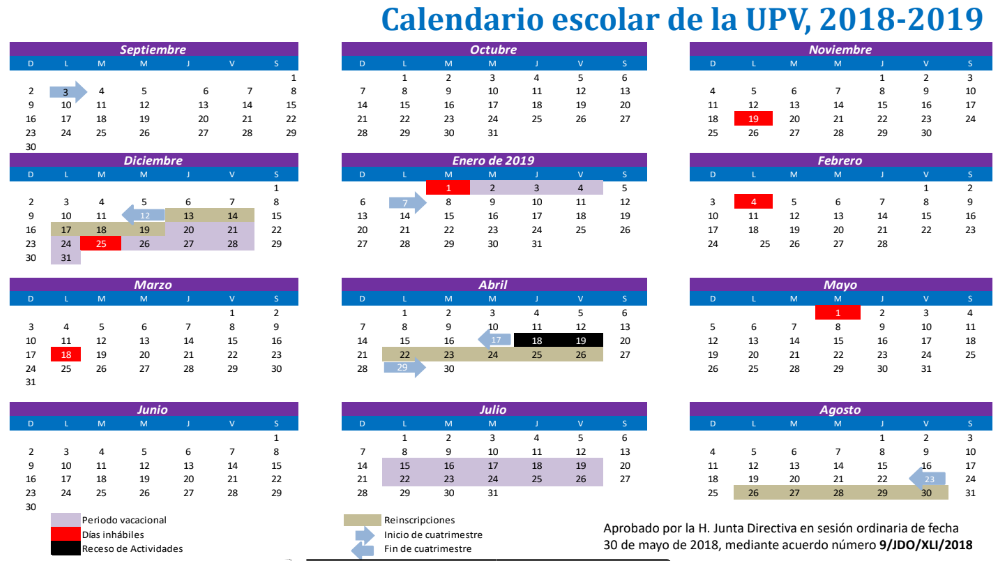 Calendario escolar de la UPV, 2018-2019
Septiembre
D L M M J V S
1
2 3 4 5 6 7 8
9 10 11 12 13 14 15
16 17 18 19 20 21 22
23 24 25 26 27 28 29
30
Octubre
D L M M J V S
1 2 3 4 5 6
7 8 9 10 11 12 13
14 15 16 17 18 19 20
21 22 23 24 25 26 27
28 29 30 31
Noviembre
D L M M J V S
1 2 3
4 5 6 7 8 9 10
11 12 13 14 15 16 17
18 19 20 21 22 23 24
25 26 27 28 29 30
Diciembre
D L M M J V S
1
2 3 4 5 6 7 8
9 10 11 12 13 14 15
16 17 18 19 20 21 22
23 24 25 26 27 28 29
30 31
Enero de 2019
D L M M J V S
1 2 3 4 5
6 7 8 9 10 11 12
13 14 15 16 17 18 19
20 21 22 23 24 25 26
27 28 29 30 31
Febrero
D L M M J V S
1 2
3 4 5 6 7 8 9
10 11 12 13 14 15 16
17 18 19 20 21 22 23
24 25 26 27 28
Marzo
D L M M J V S
1 2
3 4 5 6 7 8 9
10 11 12 13 14 15 16
17 18 19 20 21 22 23
24 25 26 27 28 29 30
31
Abril
D L M M J V S
1 2 3 4 5 6
7 8 9 10 11 12 13
14 15 16 17 18 19 20
21 22 23 24 25 26 27
28 29 30
Mayo
D L M M J V S
1 2 3 4
5 6 7 8 9 10 11
12 13 14 15 16 17 18
19 20 21 22 23 24 25
26 25 28 29 30 31
Junio
D L M M J V S
1
2 3 4 5 6 7 8
9 10 11 12 13 14 15
16 17 18 19 20 21 22
23 24 25 26 27 28 29
30
Julio
D L M M J V S
1 2 3 4 5 6
7 8 9 10 11 12 13
14 15 16 17 18 19 20
21 22 23 24 25 26 27
28 29 30 31
Agosto
D L M M J V S
1 2 3
4 5 6 7 8 9 10
11 12 13 14 15 16 17
18 19 20 21 22 23 24
25 26 27 28 29 30 31
Periodo vacacional
Días inhábiles
Receso de Actividades
Reinscripciones
Inicio de cuatrimestre
Fin de cuatrimestre
Aprobado por la H. Junta Directiva en sesión ordinaria de fecha
30 de mayo de 2018, mediante acuerdo número 9/JDO/XLI/2018